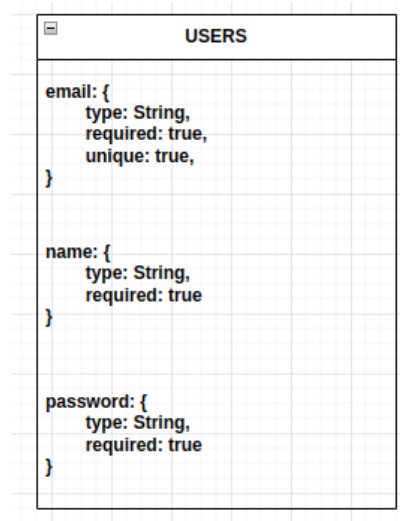 USERS
email: {
type: String,
required: true,
unique: true,
}
name: {
type: String,
required: true
}
password: {
type: String,
required: true
}